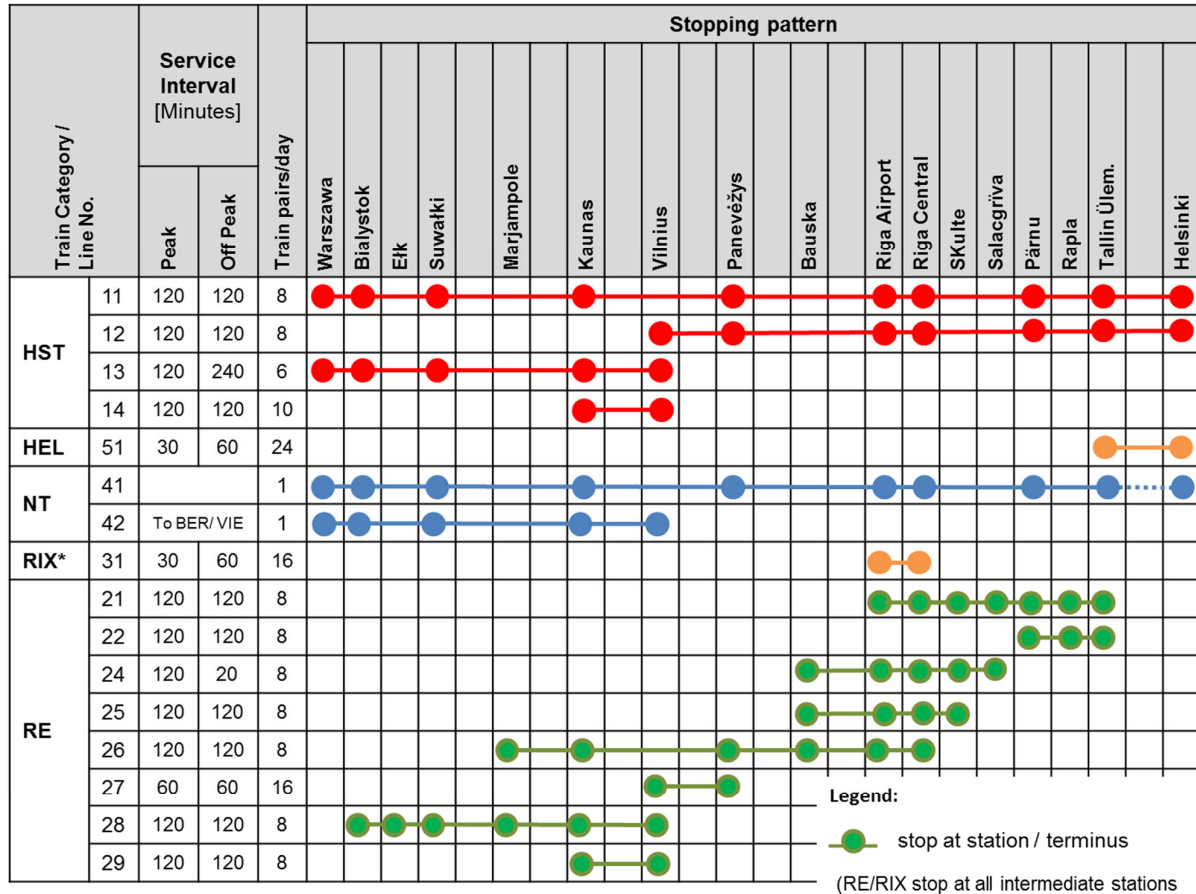 Stopping pattern
Train Category /
Line No.
Service
Interval
[Minutes]
Peak
Off Peak
Train pairs/day
Warszawa
Bialystok
Ełk
Suwałki
Marjampole
Kaunas
Vilnius
Panevėžys
Bauska
Riga Airport
Riga Central
SKulte
Salacgrïva
Pärnu
Rapla
Tallin Ülem.
Helsinki
HST
11 120 120 8
12 120 120 8
13 120 240 6
14 120 120 10
HEL 51 30 60 24
NT
41 1
42 To BER/ VIE 1
RIX* 31 30 60 16
RE
21 120 120 8
22 120 120 8
24 120 20 8
25 120 120 8
26 120 120 8
27 60 60 16
28 120 120 8
29 120 120 8
Legend:
stop at station / terminus
(RE/RIX stop at all intermediate stations